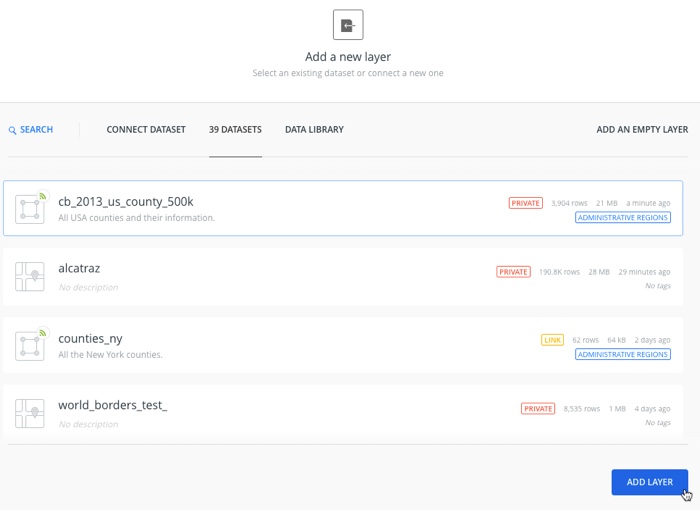 Add a new layer
Select an existing dataset or connect a new one
SEARCH CONNECT DATASET 39 DATASETS DATA LIBRARY ADD AN EMPTY LAYER
cb_2013_us_county_500k PRIVATE 3,904 rows 21 MB a minute ago
All USA counties and their information. ADMINISTRATIVE REGIONS
alcatraz PRIVATE 190.8K rows 28 MB 29 minutes ago
No description No tags
counties_ny LINK 62 rows 64 kB 2 days ago
All the New York counties. ADMINISTRATIVE REGIONS
world_borders_test_ PRIVATE 8,535 rows 1 MB 4 days ago
No description No tags
ADD LAYER